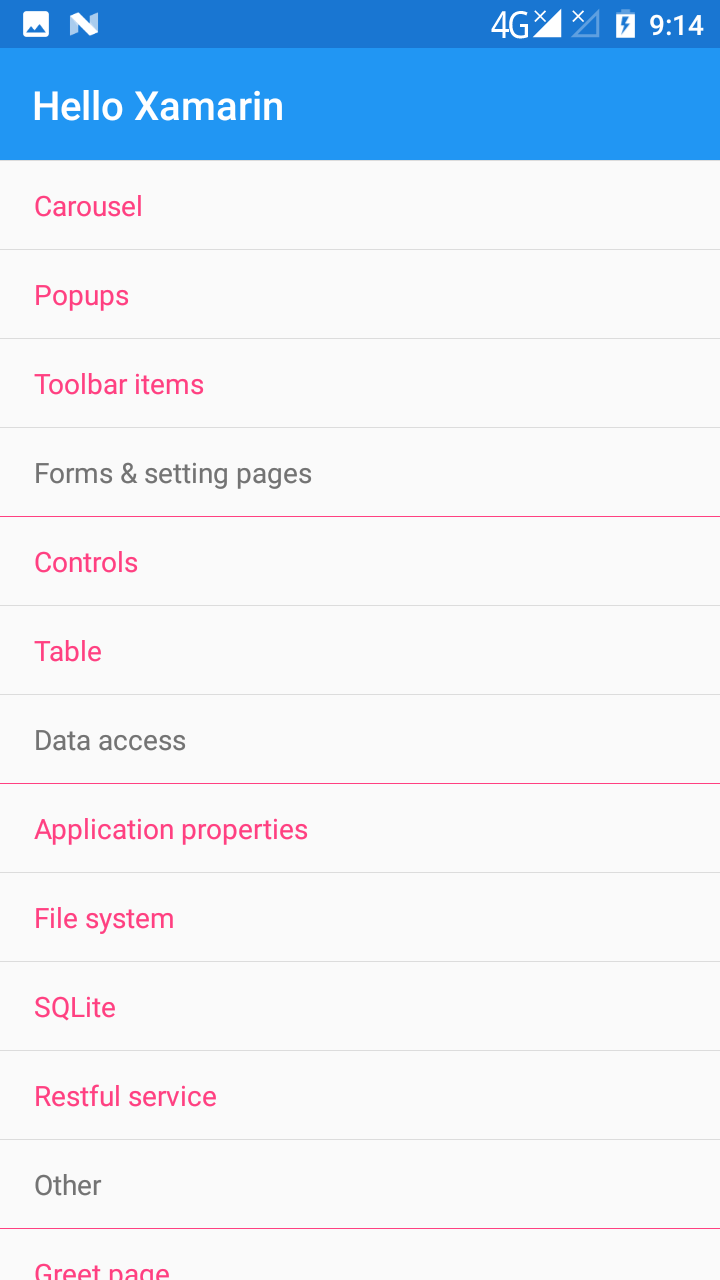 4G 9:14
Hello Xamarin
Carousel
Popups
Toolbar items
Forms & setting pages
Controls
Table
Data access
Application properties
File system
SQLite
Restful service
Other
Greet page